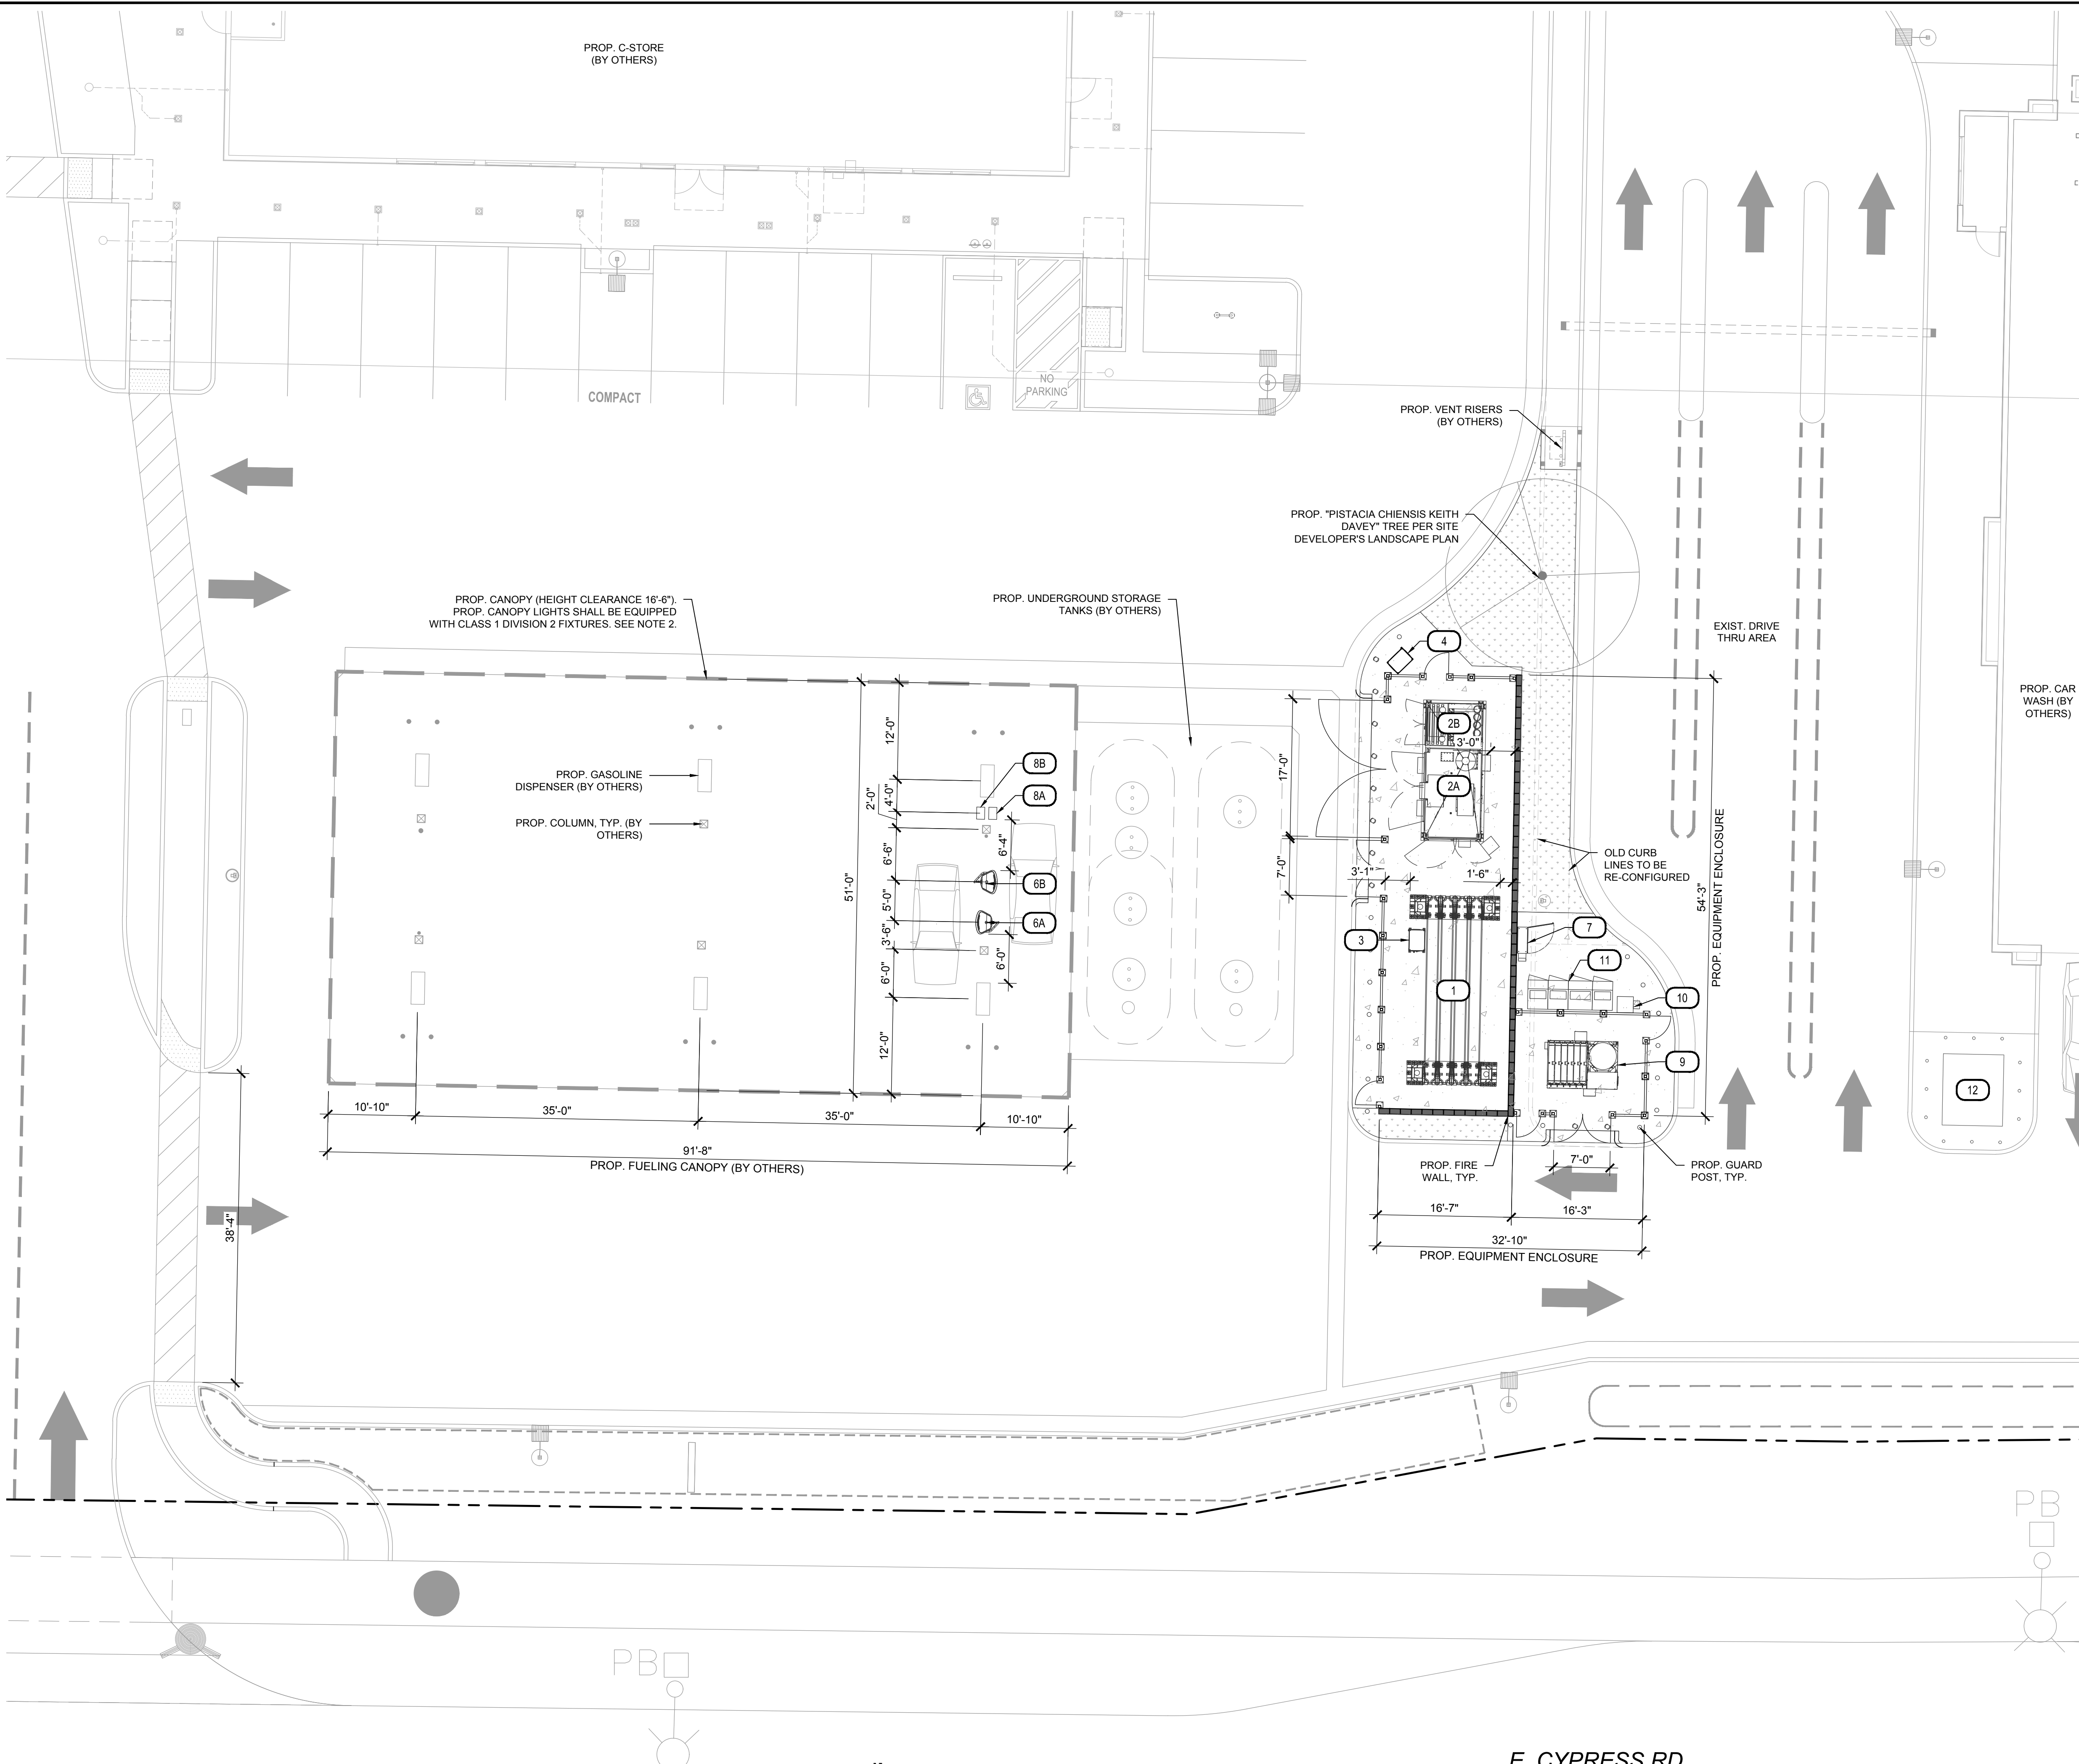 PROP. C-STORE
(BY OTHERS)
COMPACT
NO
PARKING
PROP. VENT RISERS
(BY OTHERS)
PROP. "PISTACIA CHIENSIS KEITH
DAVEY" TREE PER SITE
DEVELOPER'S LANDSCAPE PLAN
PROP. CANOPY (HEIGHT CLEARANCE 16'-6").
PROP. CANOPY LIGHTS SHALL BE EQUIPPED
WITH CLASS 1 DIVISION 2 FIXTURES. SEE NOTE 2.
PROP. UNDERGROUND STORAGE
TANKS (BY OTHERS)
EXIST. DRIVE
THRU AREA
PROP. CAR
WASH (BY
OTHERS)
PROP. GASOLINE
DISPENSER (BY OTHERS)
PROP. COLUMN, TYP. (BY
OTHERS)
51'-0"
12'-0"
4'-0"
2'-0"
6'-6"
5'-0"
3'-6"
6'-0"
12'-0"
6'-4"
6'-0"
8B
8A
6B
6A
4
2B
3'-0"
2A
17'-0"
7'-0"
3'-1"
1'-6"
3
1
7
11
10
9
12
OLD CURB
LINES TO BE
RE-CONFIGURED
54'-3"
PROP. EQUIPMENT ENCLOSURE
10'-10"
35'-0"
35'-0"
10'-10"
91'-8"
PROP. FUELING CANOPY (BY OTHERS)
38'-4"
PROP. FIRE
WALL, TYP.
7'-0"
PROP. GUARD
POST, TYP.
16'-7"
16'-3"
32'-10"
PROP. EQUIPMENT ENCLOSURE
PB
PB
E. CYPRESS RD